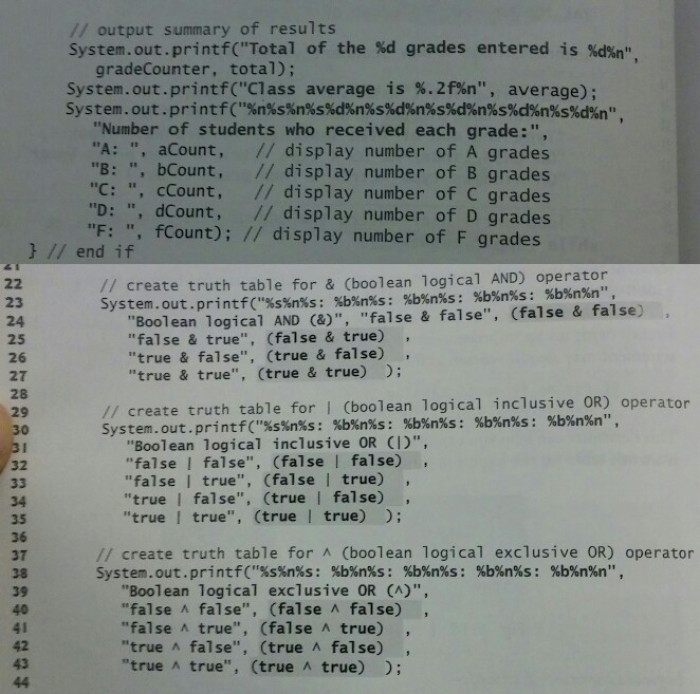 // output summary of results
System.out.printf("Total of the %d grades entered is %d%n",
gradeCounter, total);
System.out.printf("Class average is %.2f%n", average);
System.out.printf("%n%s%n%s%d%n%s%d%n%s%d%n%s%d%n%s%d%n",
"Number of students who received each grade:",
"A: ", aCount, // display number of A grades
"B: ", bCount, // display number of B grades
"C: ", cCount, // display number of C grades
"D: ", dCount, // display number of D grades
"F: ", fCount); // display number of F grades
} // end if
21
22 // create truth table for & (boolean logical AND) operator
23 System.out.printf("%s%n%s: %b%n%s: %b%n%s: %b%n%s: %b%n%n",
24 "Boolean logical AND (&)", "false & false", (false & false) ,
25 "false & true", (false & true) ,
26 "true & false", (true & false) ,
27 "true & true", (true & true) );
28
29 // create truth table for | (boolean logical inclusive OR) operator
30 System.out.printf("%s%n%s: %b%n%s: %b%n%s: %b%n%s: %b%n%n",
31 "Boolean logical inclusive OR (|)",
32 "false | false", (false | false) ,
33 "false | true", (false | true) ,
34 "true | false", (true | false) ,
35 "true | true", (true | true) );
36
37 // create truth table for ^ (boolean logical exclusive OR) operator
38 System.out.printf("%s%n%s: %b%n%s: %b%n%s: %b%n%s: %b%n%n",
39 "Boolean logical exclusive OR (^)",
40 "false ^ false", (false ^ false) ,
41 "false ^ true", (false ^ true) ,
42 "true ^ false", (true ^ false) ,
43 "true ^ true", (true ^ true) );
44